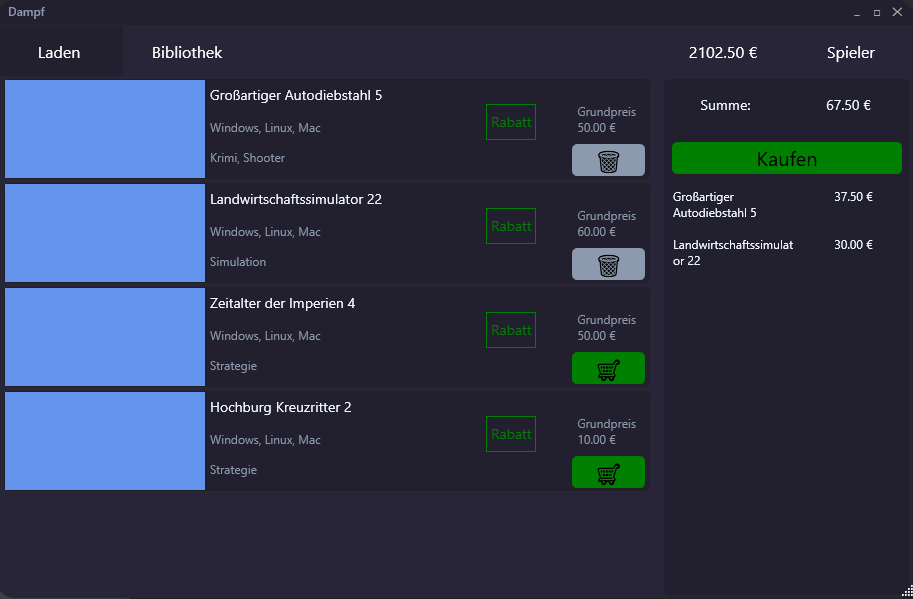 Dampf
Laden
Bibliothek
2102.50 €
Spieler
Großartiger Autodiebstahl 5
Windows, Linux, Mac
Krimi, Shooter
Rabatt
Grundpreis
50.00 €
Landwirtschaftssimulator 22
Windows, Linux, Mac
Simulation
Rabatt
Grundpreis
60.00 €
Zeitalter der Imperien 4
Windows, Linux, Mac
Strategie
Rabatt
Grundpreis
50.00 €
Hochburg Kreuzritter 2
Windows, Linux, Mac
Strategie
Rabatt
Grundpreis
10.00 €
Summe:
67.50 €
Kaufen
Großartiger
Autodiebstahl 5
37.50 €
Landwirtschaftssimulat
or 22
30.00 €